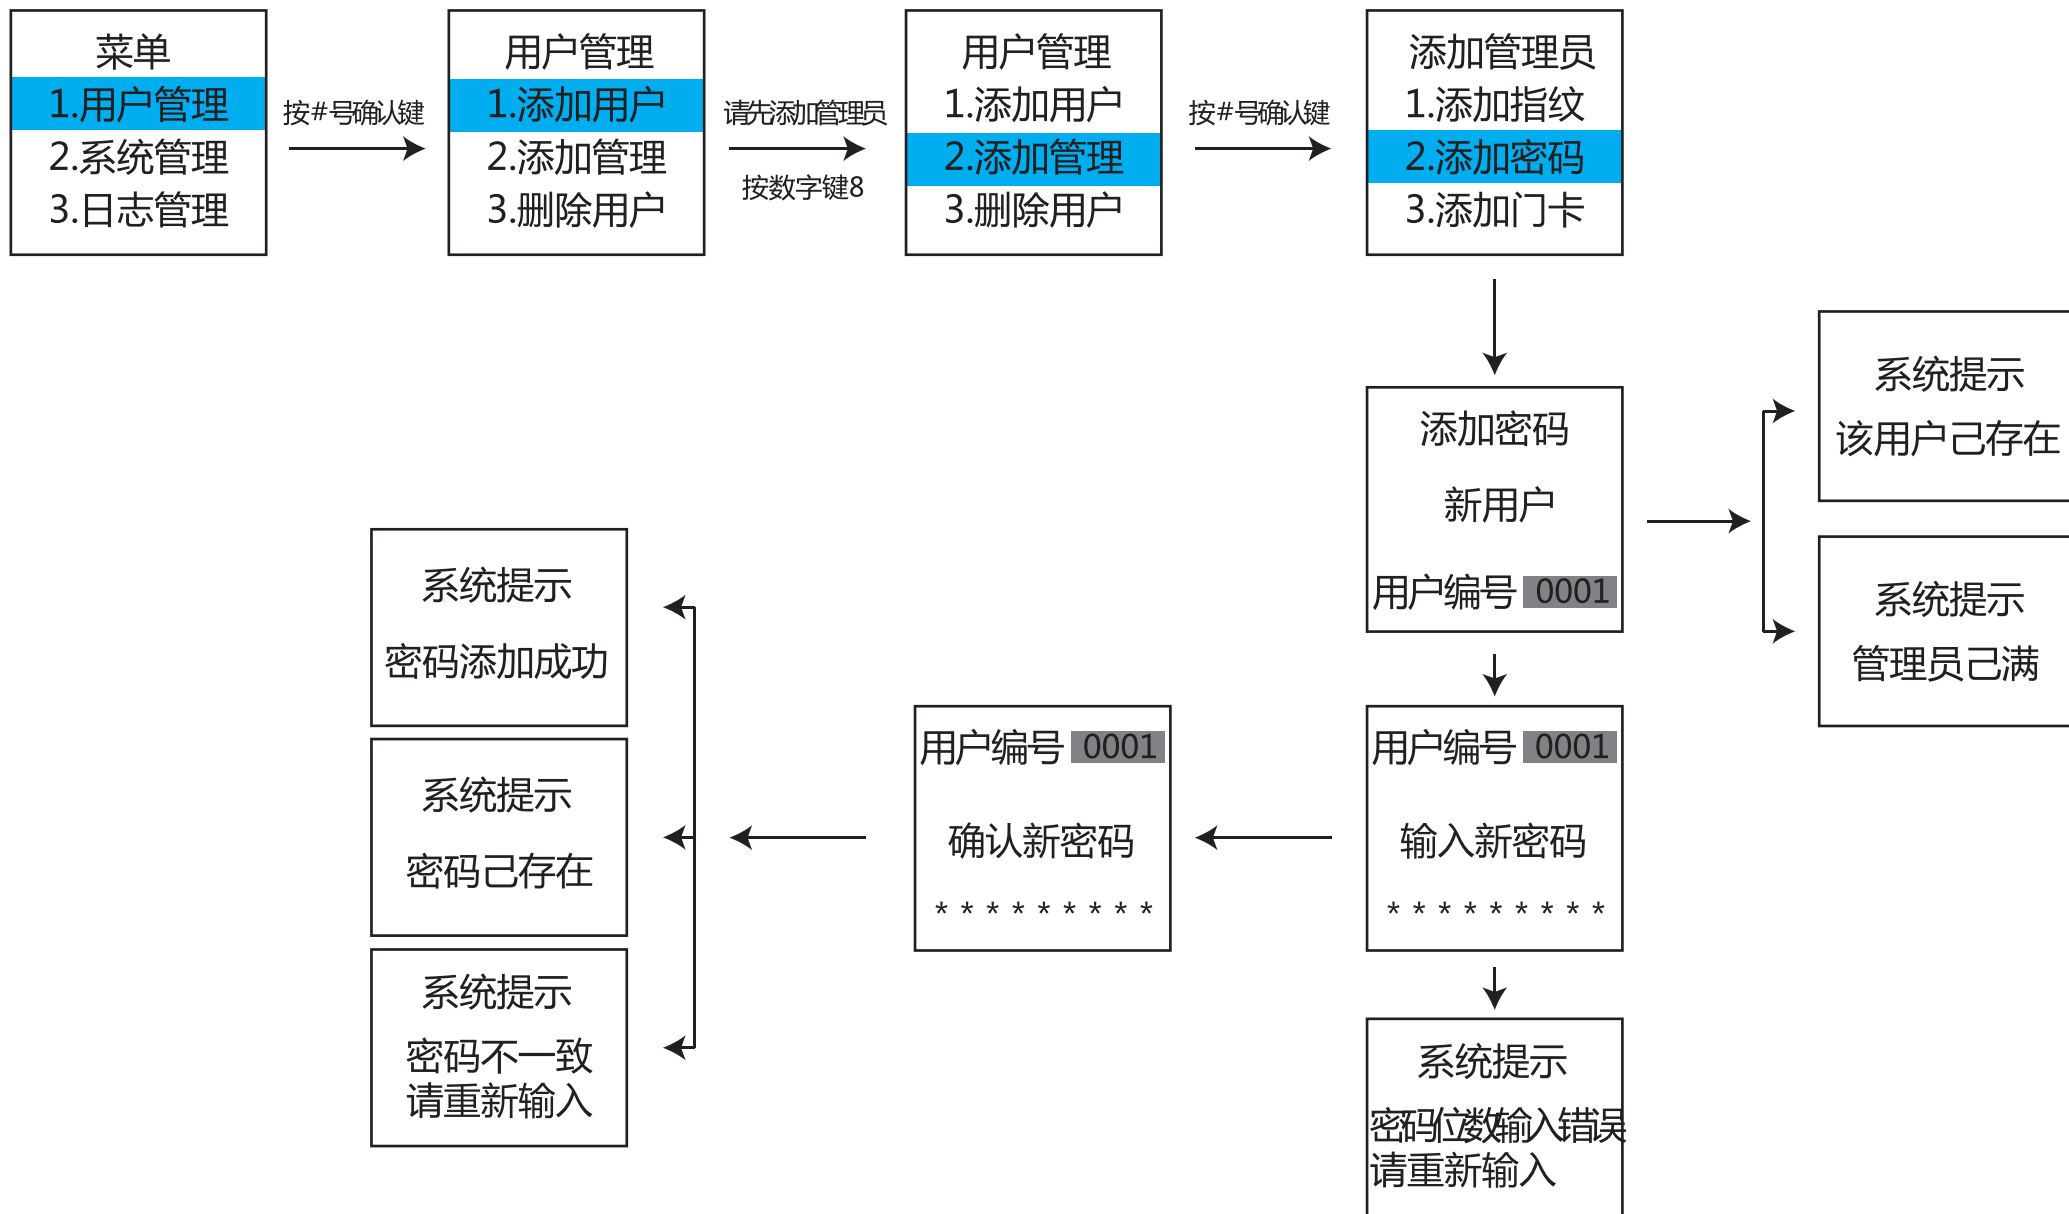 菜单
1.用户管理
2.系统管理
3.日志管理
按#号确认键
用户管理
1.添加用户
2.添加管理
3.删除用户
请先添加管理员
按数字键8
用户管理
1.添加用户
2.添加管理
3.删除用户
按#号确认键
添加管理员
1.添加指纹
2.添加密码
3.添加门卡
添加密码
新用户
用户编号 0001
系统提示
该用户己存在
系统提示
管理员己满
用户编号 0001
输入新密码
* * * * * * * * *
系统提示
密码位数输入错误
请重新输入
用户编号 0001
确认新密码
* * * * * * * * *
系统提示
密码添加成功
系统提示
密码己存在
系统提示
密码不一致
请重新输入